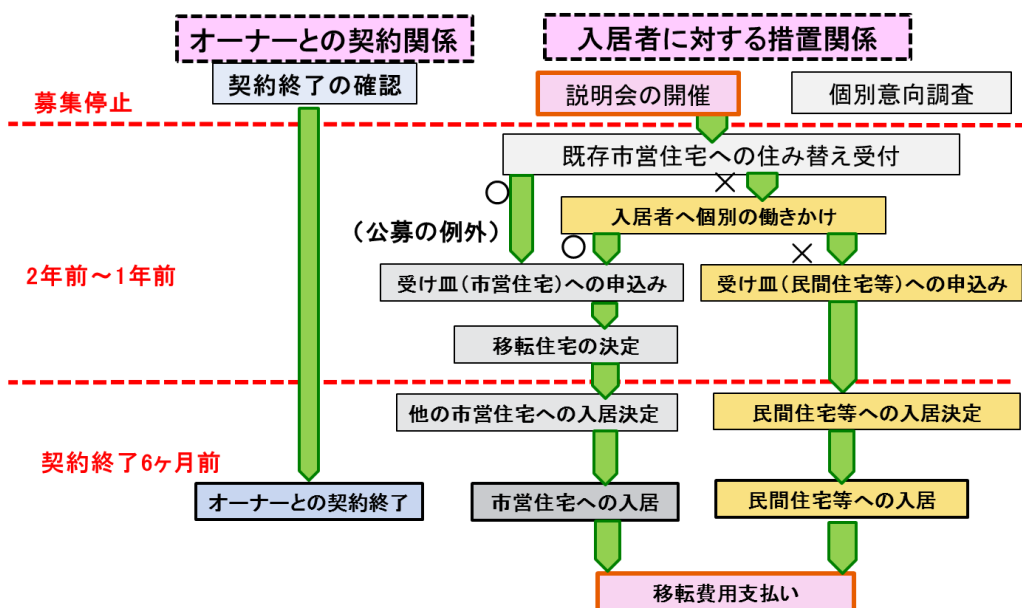 オーナーとの契約関係
入居者に対する措置関係
契約終了の確認
説明会の開催
個別意向調査
募集停止
既存市営住宅への住み替え受付
○
×
入居者へ個別の働きかけ
（公募の例外）
○
×
2年前～1年前
受け皿（市営住宅）への申込み
受け皿（民間住宅等）への申込み
移転住宅の決定
他の市営住宅への入居決定
民間住宅等への入居決定
契約終了6ヶ月前
オーナーとの契約終了
市営住宅への入居
民間住宅等への入居
移転費用支払い